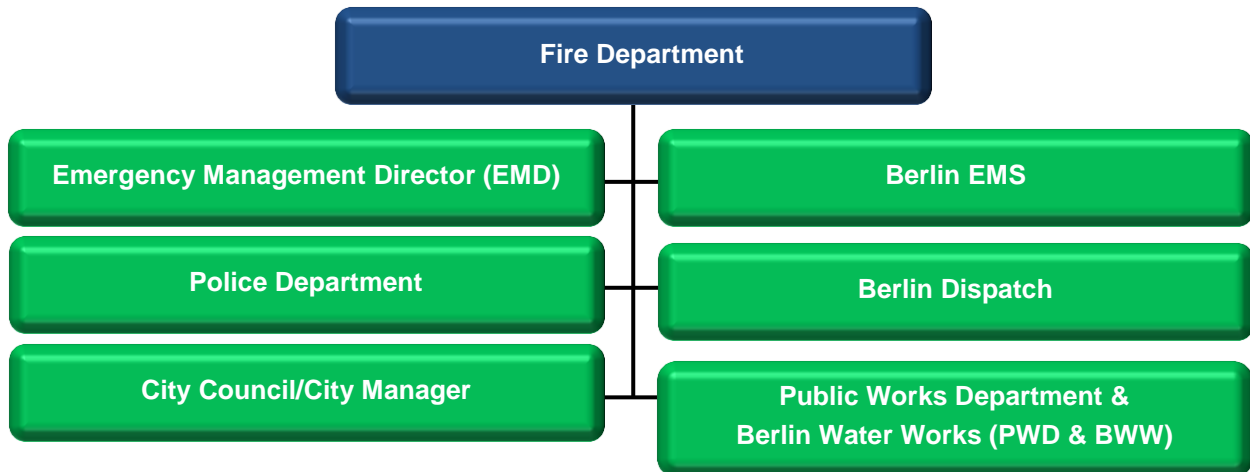 Fire Department
Emergency Management Director (EMD)
Berlin EMS
Police Department
Berlin Dispatch
City Council/City Manager
Public Works Department &
Berlin Water Works (PWD & BWW)